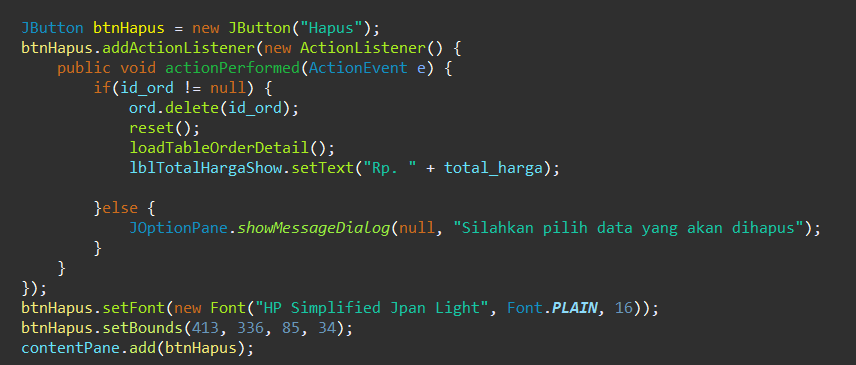 JButton btnHapus = new JButton("Hapus");
btnHapus.addActionListener(new ActionListener() {
    public void actionPerformed(ActionEvent e) {
        if(id_ord != null) {
            ord.delete(id_ord);
            reset();
            loadTableOrderDetail();
            lblTotalHargaShow.setText("Rp. " + total_harga);

        }else {
            JOptionPane.showMessageDialog(null, "Silahkan pilih data yang akan dihapus");
        }
    }
});
btnHapus.setFont(new Font("HP Simplified Jpan Light", Font.PLAIN, 16));
btnHapus.setBounds(413, 336, 85, 34);
contentPane.add(btnHapus);